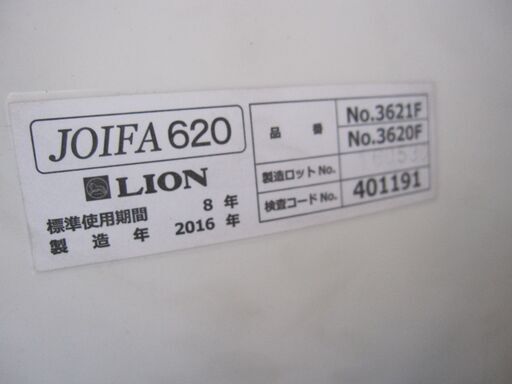 JOIFA 620
LION
標準使用期間 8 年
製造年 2016 年
品番 No.3621F
No.3620F
製造ロットNo.
検査コードNo. 401191